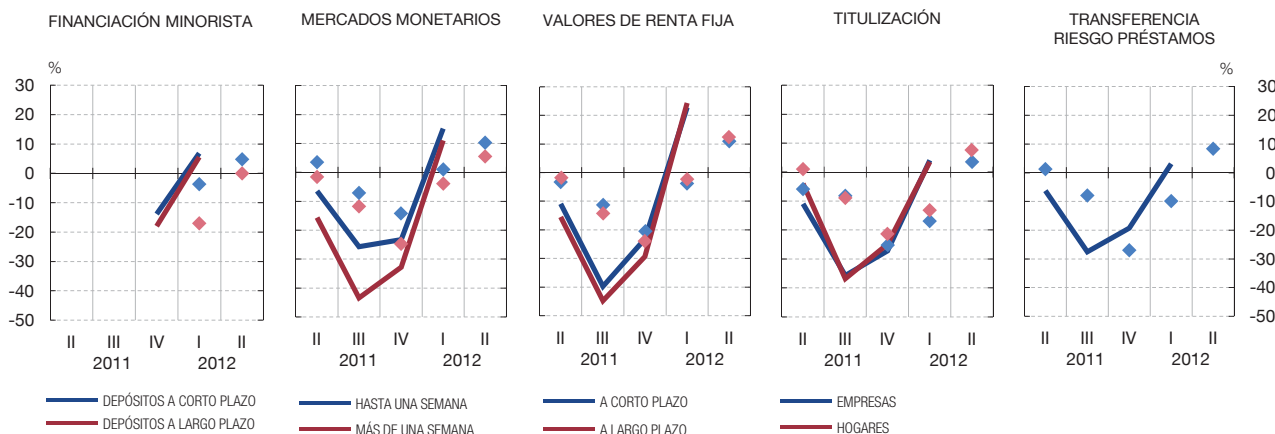 FINANCIACIÓN MINORISTA
MERCADOS MONETARIOS
VALORES DE RENTA FIJA
TITULIZACIÓN
TRANSFERENCIA
RIESGO PRÉSTAMOS
%
30
20
10
0
-10
-20
-30
-40
-50
II III IV I II
2011 2012
II III IV I II
2011 2012
II III IV I II
2011 2012
II III IV I II
2011 2012
II III IV I II
2011 2012
%
30
20
10
0
-10
-20
-30
-40
-50
DEPÓSITOS A CORTO PLAZO
DEPÓSITOS A LARGO PLAZO
HASTA UNA SEMANA
MÁS DE UNA SEMANA
A CORTO PLAZO
A LARGO PLAZO
EMPRESAS
HOGARES